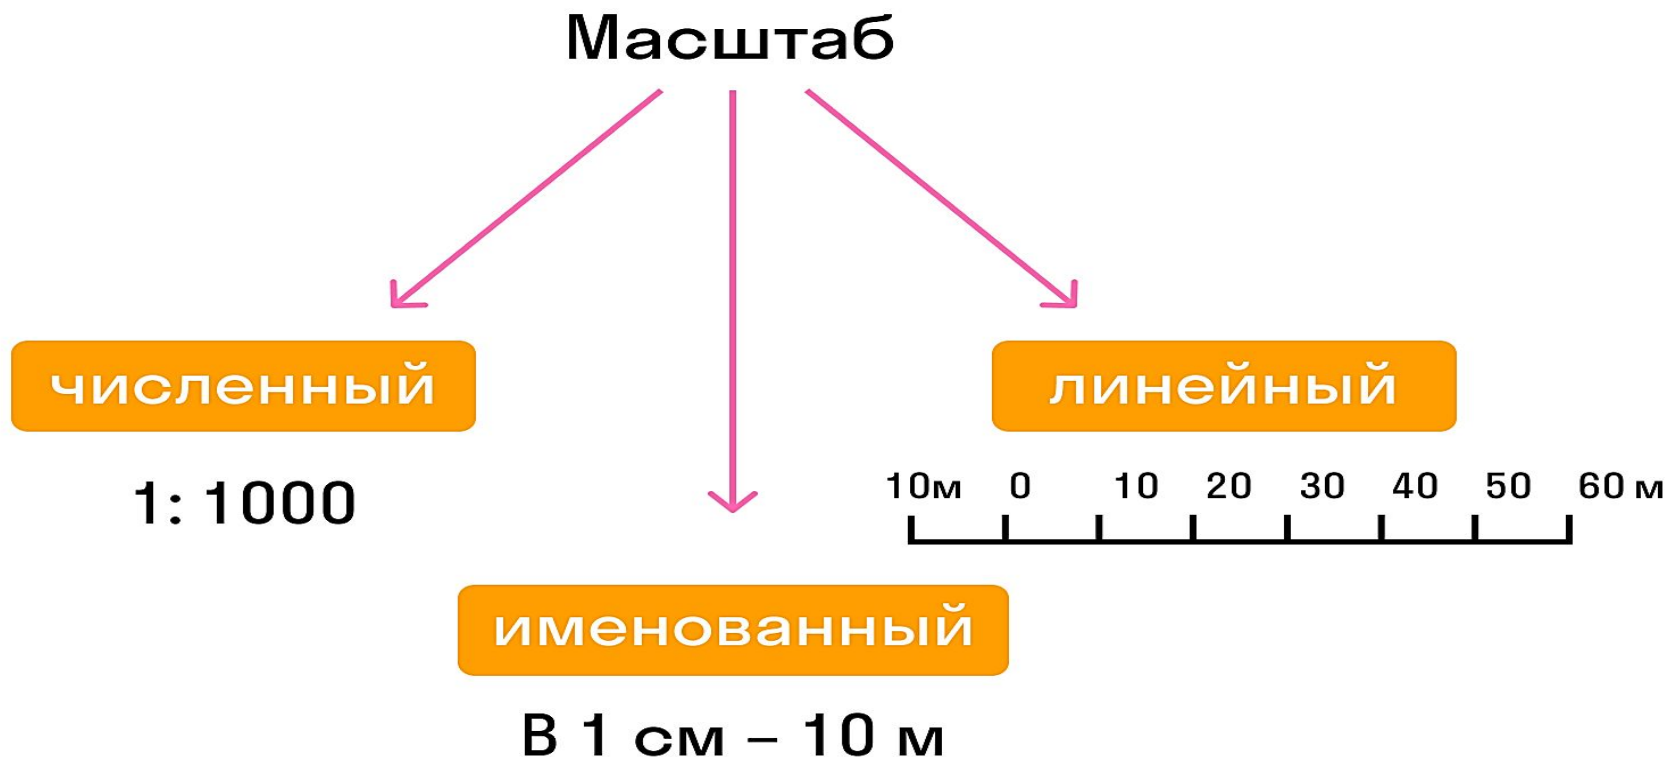 Масштаб
численный
линейный
1: 1000
10м 0 10 20 30 40 50 60 м
именованный
В 1 см – 10 м